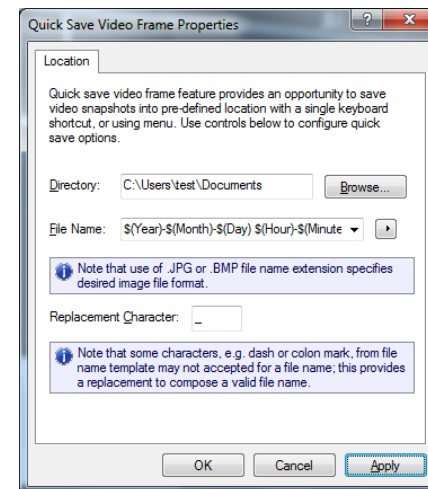 Quick Save Video Frame Properties
Location
Quick save video frame feature provides an opportunity to save
video snapshots into pre-defined location with a single keyboard
shortcut, or using menu. Use controls below to configure quick
save options.
Directory: C:\Users\test\Documents Browse...
File Name: $(Year)-$(Month)-$(Day) $(Hour)-$(Minute
Note that use of .JPG or .BMP file name extension specifies
desired image file format.
Replacement Character: _
Note that some characters, e.g. dash or colon mark, from file
name template may not accepted for a file name; this provides
a replacement to compose a valid file name.
OK Cancel Apply